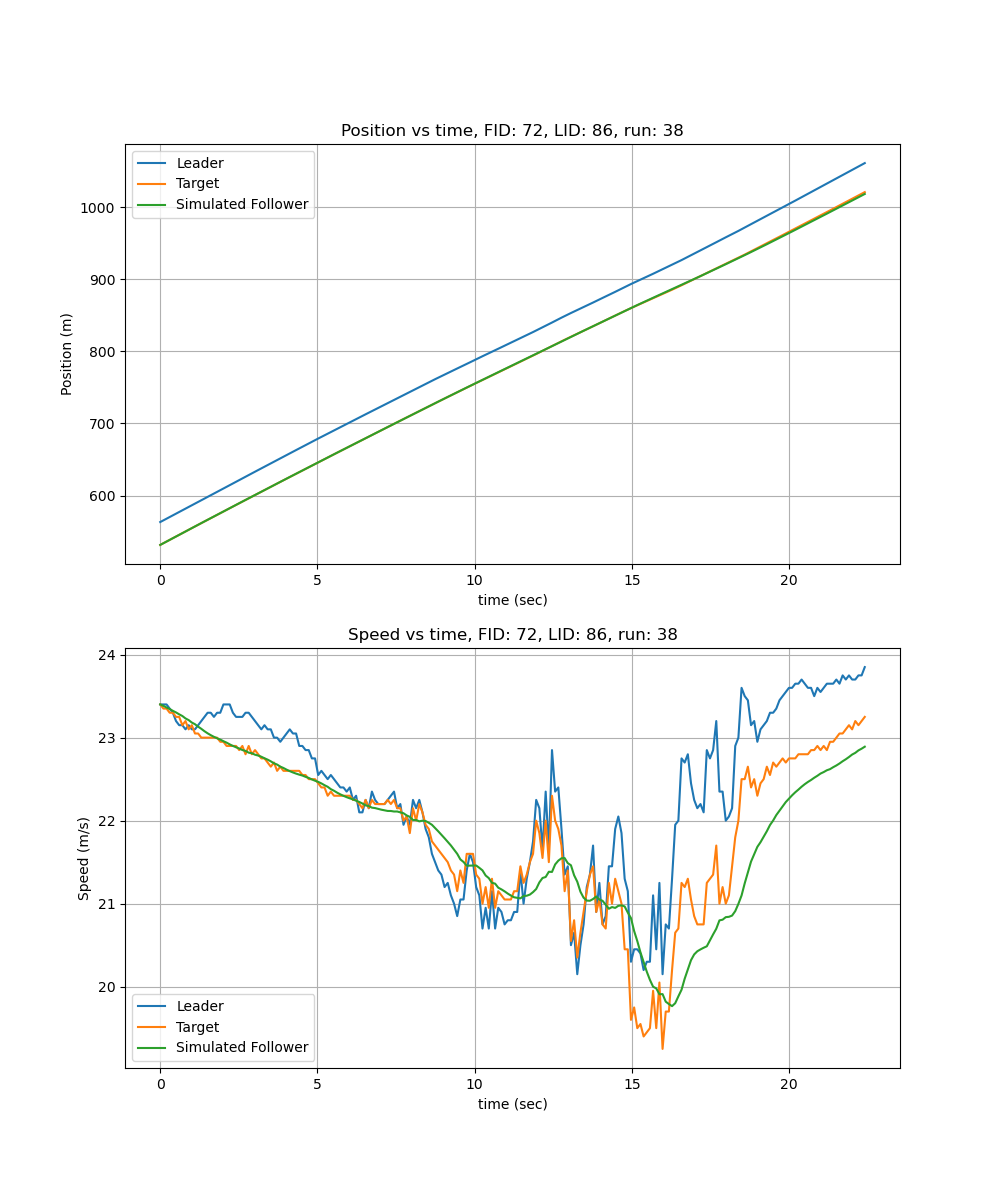 Position vs time, FID: 72, LID: 86, run: 38
Leader
Target
Simulated Follower
1000
900
800
700
600
Position (m)
0 5 10 15 20
time (sec)
Speed vs time, FID: 72, LID: 86, run: 38
24
23
22
21
20
Speed (m/s)
Leader
Target
Simulated Follower
0 5 10 15 20
time (sec)